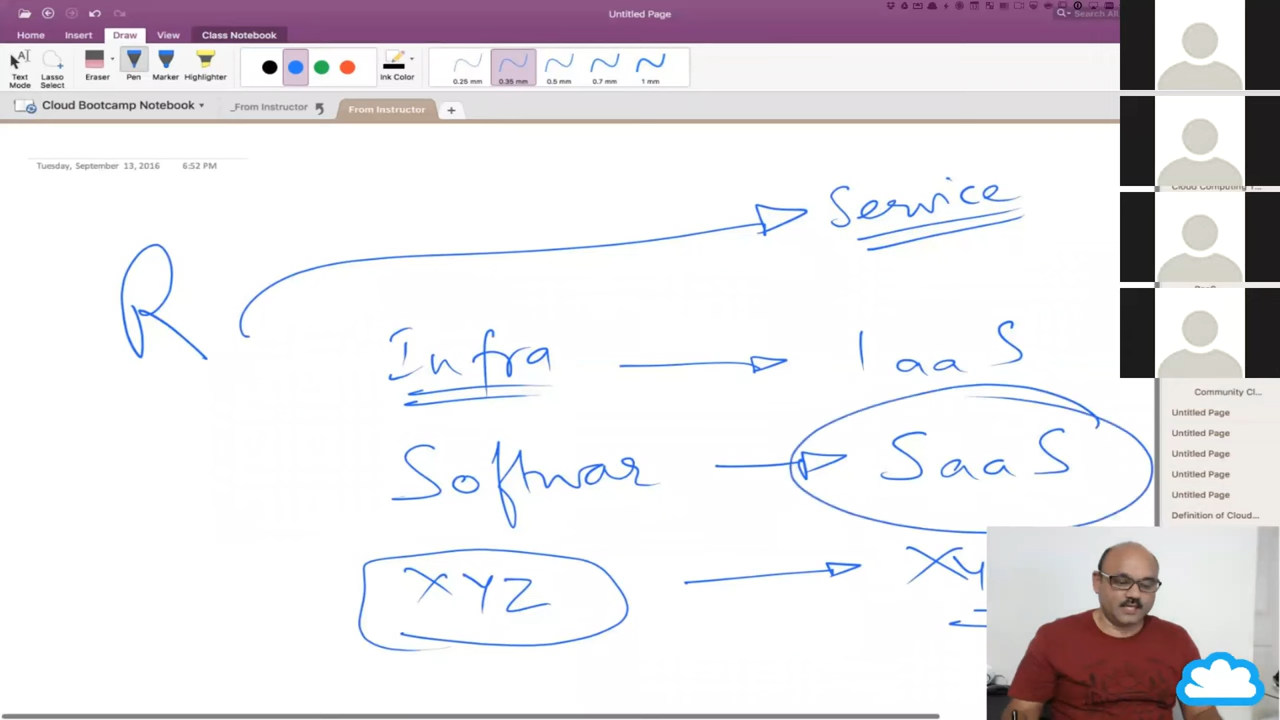 Untitled Page
Search All
Home Insert Draw View Class Notebook
Text Mode
Lasso Select
Eraser
Pen
Marker
Highlighter
Ink Color
0.25 mm
0.35 mm
0.5 mm
0.7 mm
1 mm
Cloud Bootcamp Notebook
_From Instructor
From Instructor
Tuesday, September 13, 2016 6:52 PM
R
Service
Infra
IaaS
Softwar
SaaS
XYZ
XY
Community Cl...
Untitled Page
Untitled Page
Untitled Page
Untitled Page
Untitled Page
Definition of Cloud...